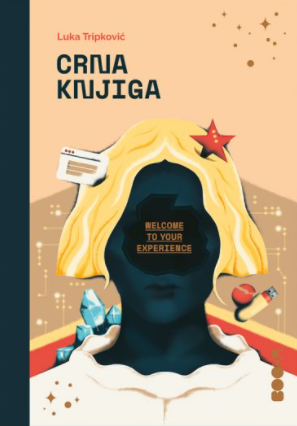 Luka Tripković
CRNA
KNJIGA
WELCOME
TO YOUR
EXPERIENCE